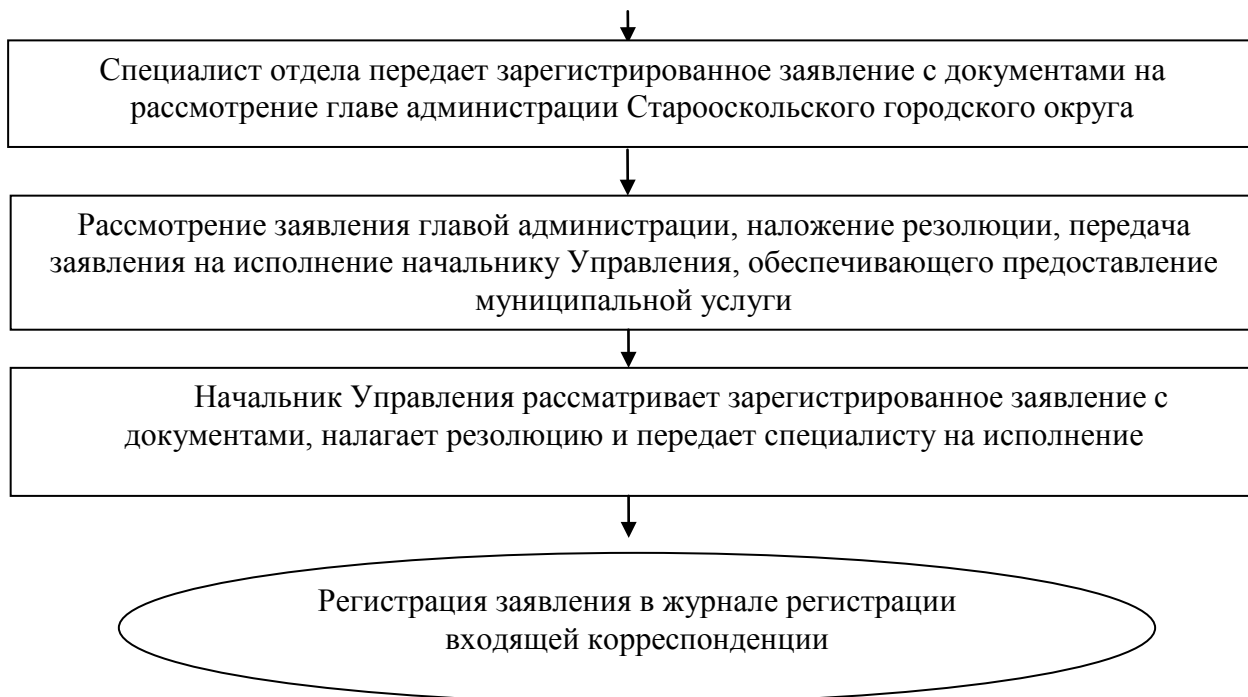 Специалист отдела передает зарегистрированное заявление с документами на
рассмотрение главе администрации Старооскольского городского округа
Рассмотрение заявления главой администрации, наложение резолюции, передача
заявления на исполнение начальнику Управления, обеспечивающего предоставление
муниципальной услуги
Начальник Управления рассматривает зарегистрированное заявление с
документами, налагает резолюцию и передает специалисту на исполнение
Регистрация заявления в журнале регистрации
входящей корреспонденции